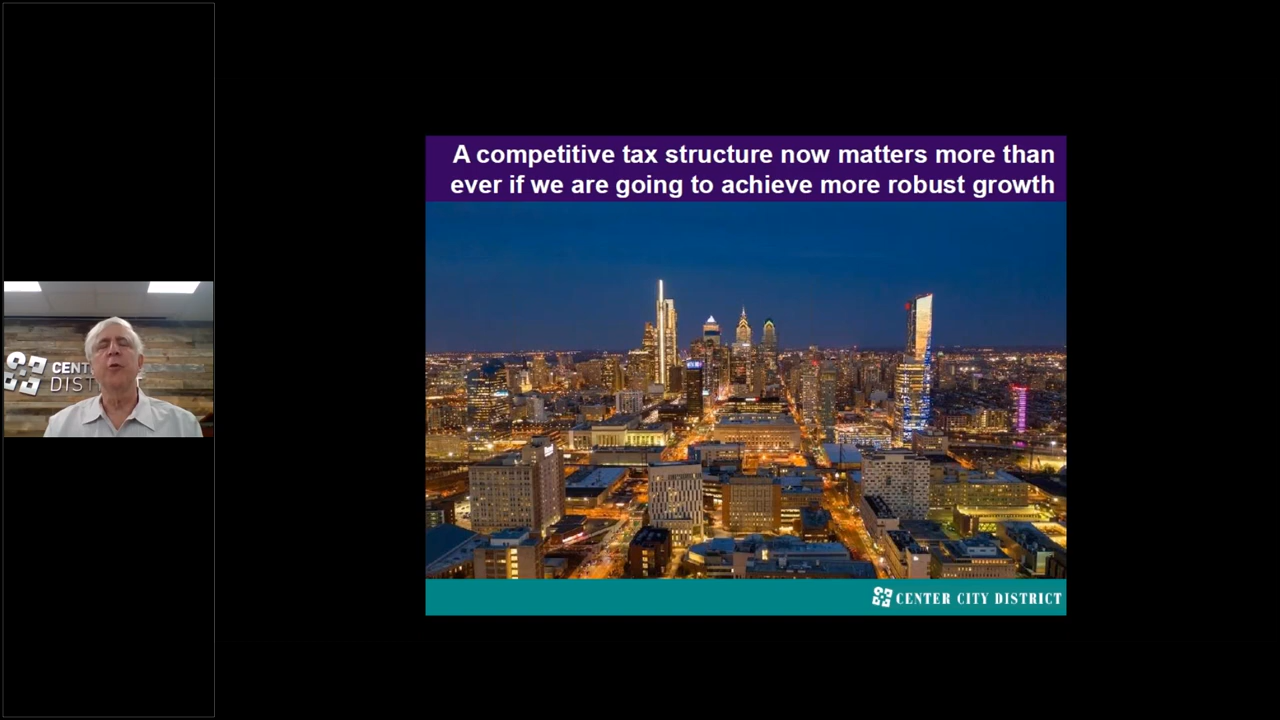 A competitive tax structure now matters more than
ever if we are going to achieve more robust growth
CENT
DISTRICT
CENTER CITY DISTRICT